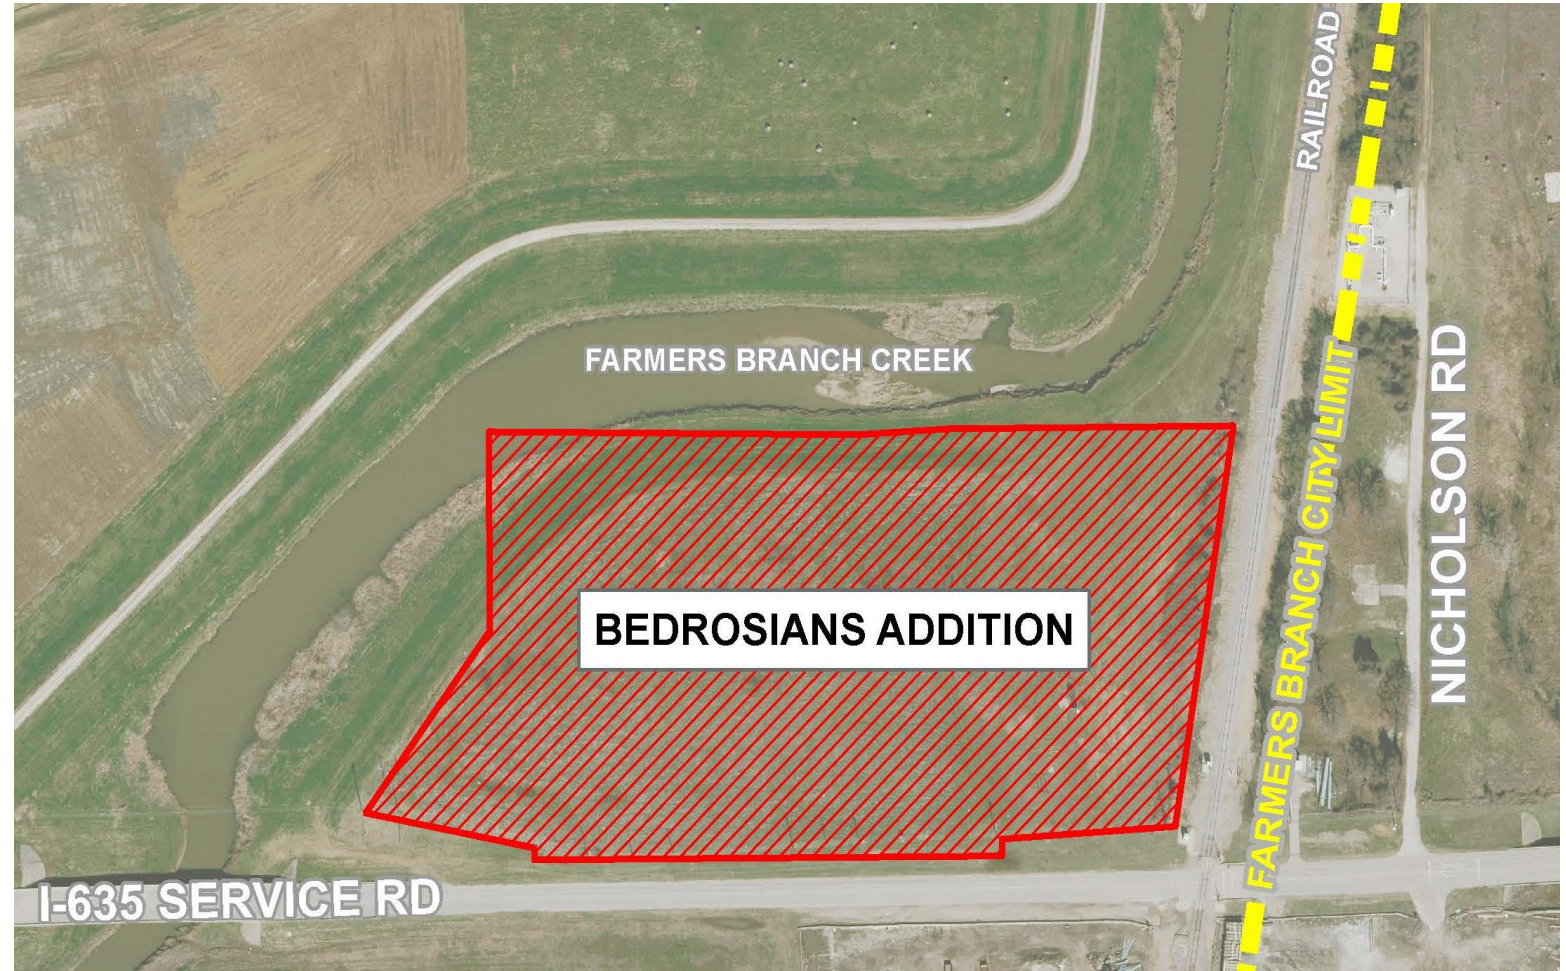 RAILROAD
FARMERS BRANCH CREEK
FARMERS BRANCH CITY LIMIT
NICHOLSON RD
BEDROSIANS ADDITION
I-635 SERVICE RD